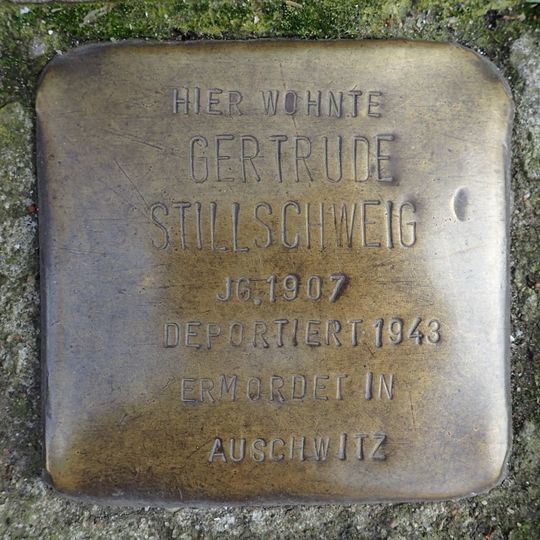 HIER WOHNTE
GERTRUDE
STILLSCHWEIG
JG. 1907
DEPORTIERT 1943
ERMORDET IN
AUSCHWITZ